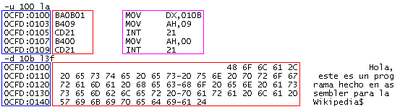 -u 100 la
0CFD:0100 BA0B01 MOV DX,010B
0CFD:0103 B409 MOV AH,09
0CFD:0105 CD21 INT 21
0CFD:0107 B400 MOV AH,00
0CFD:0109 CD21 INT 21
-d 10b l3f
0CFD:0100 48 6F 6C 61 2C Hola,
0CFD:0110 20 65 73 74 65 20 65 73-20 75 6E 20 70 72 6F 67 este es un prog
0CFD:0120 72 61 6D 61 20 68 65 63-68 6F 20 65 6E 20 61 73 rama hecho en as
0CFD:0130 73 65 6D 62 6C 65 72 20-70 61 72 61 20 6C 61 20 sembler para la
0CFD:0140 57 69 6B 69 70 65 64 69-61 24 Wikipedia$